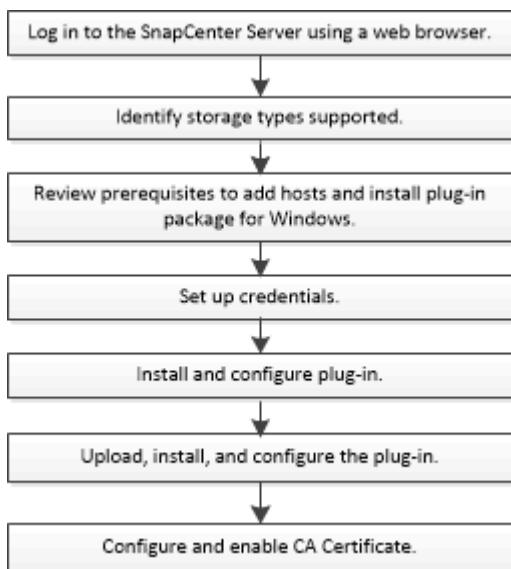 Log in to the SnapCenter Server using a web browser.
Identify storage types supported.
Review prerequisites to add hosts and install plug-in
package for Windows.
Set up credentials.
Install and configure plug-in.
Upload, install, and configure the plug-in.
Configure and enable CA Certificate.